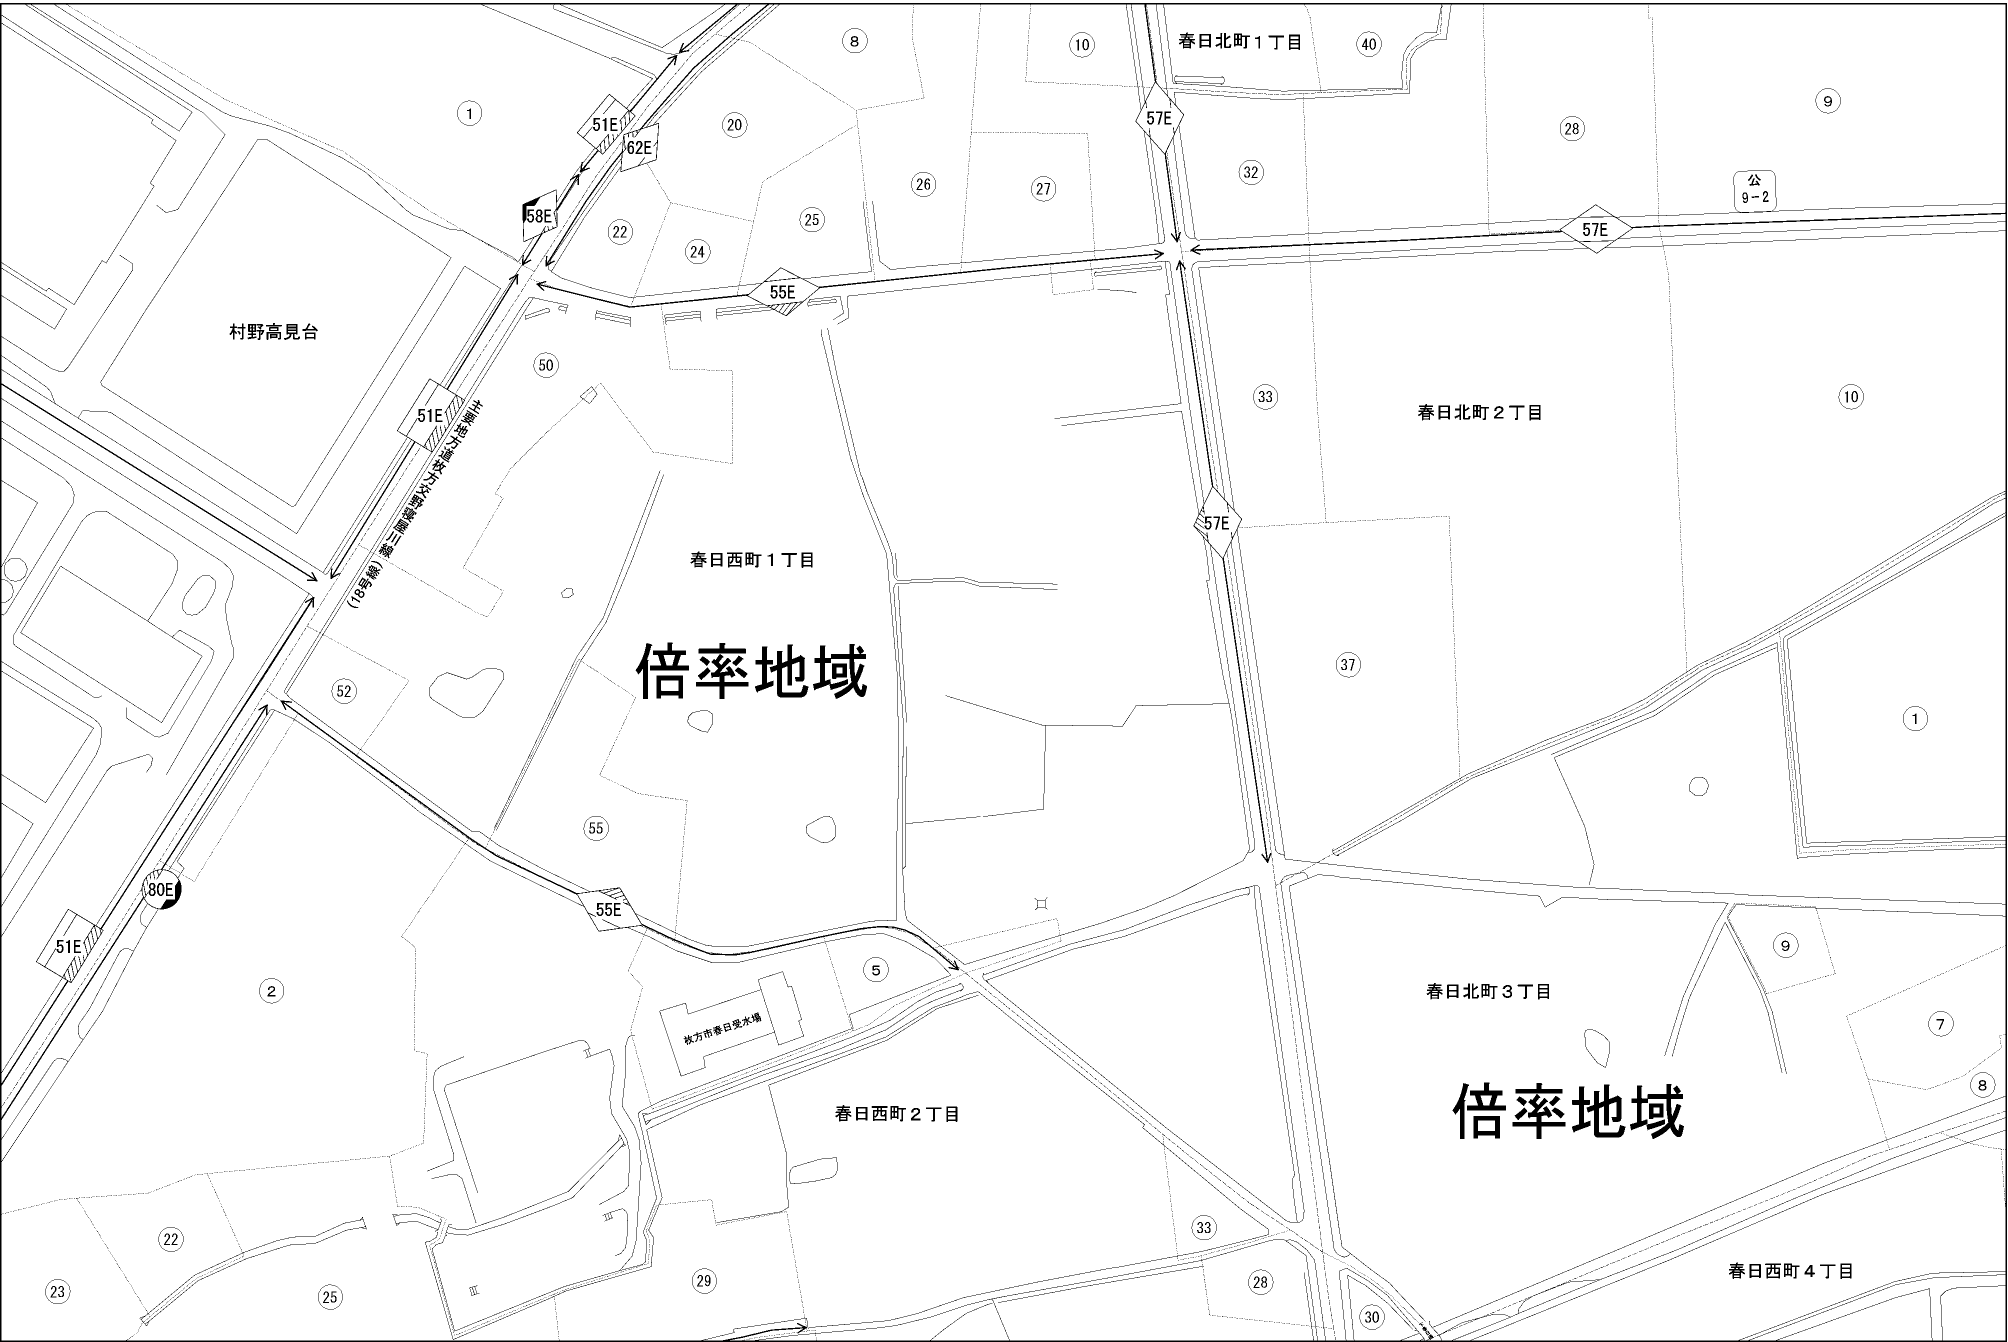 8
10
春日北町1丁目
40
1
9
51E
20
57E
28
62E
32
26
27
公
9-2
58E
22
25
24
57E
55E
村野高見台
50
33
春日北町2丁目
10
51E
主要地方道枚方交野寝屋川線
(18号線)
57E
春日西町1丁目
倍率地域
37
52
1
55
80E
55E
51E
9
5
2
春日北町3丁目
7
枚方市春日受水場
8
倍率地域
春日西町2丁目
22
33
23
25
29
28
春日西町4丁目
30